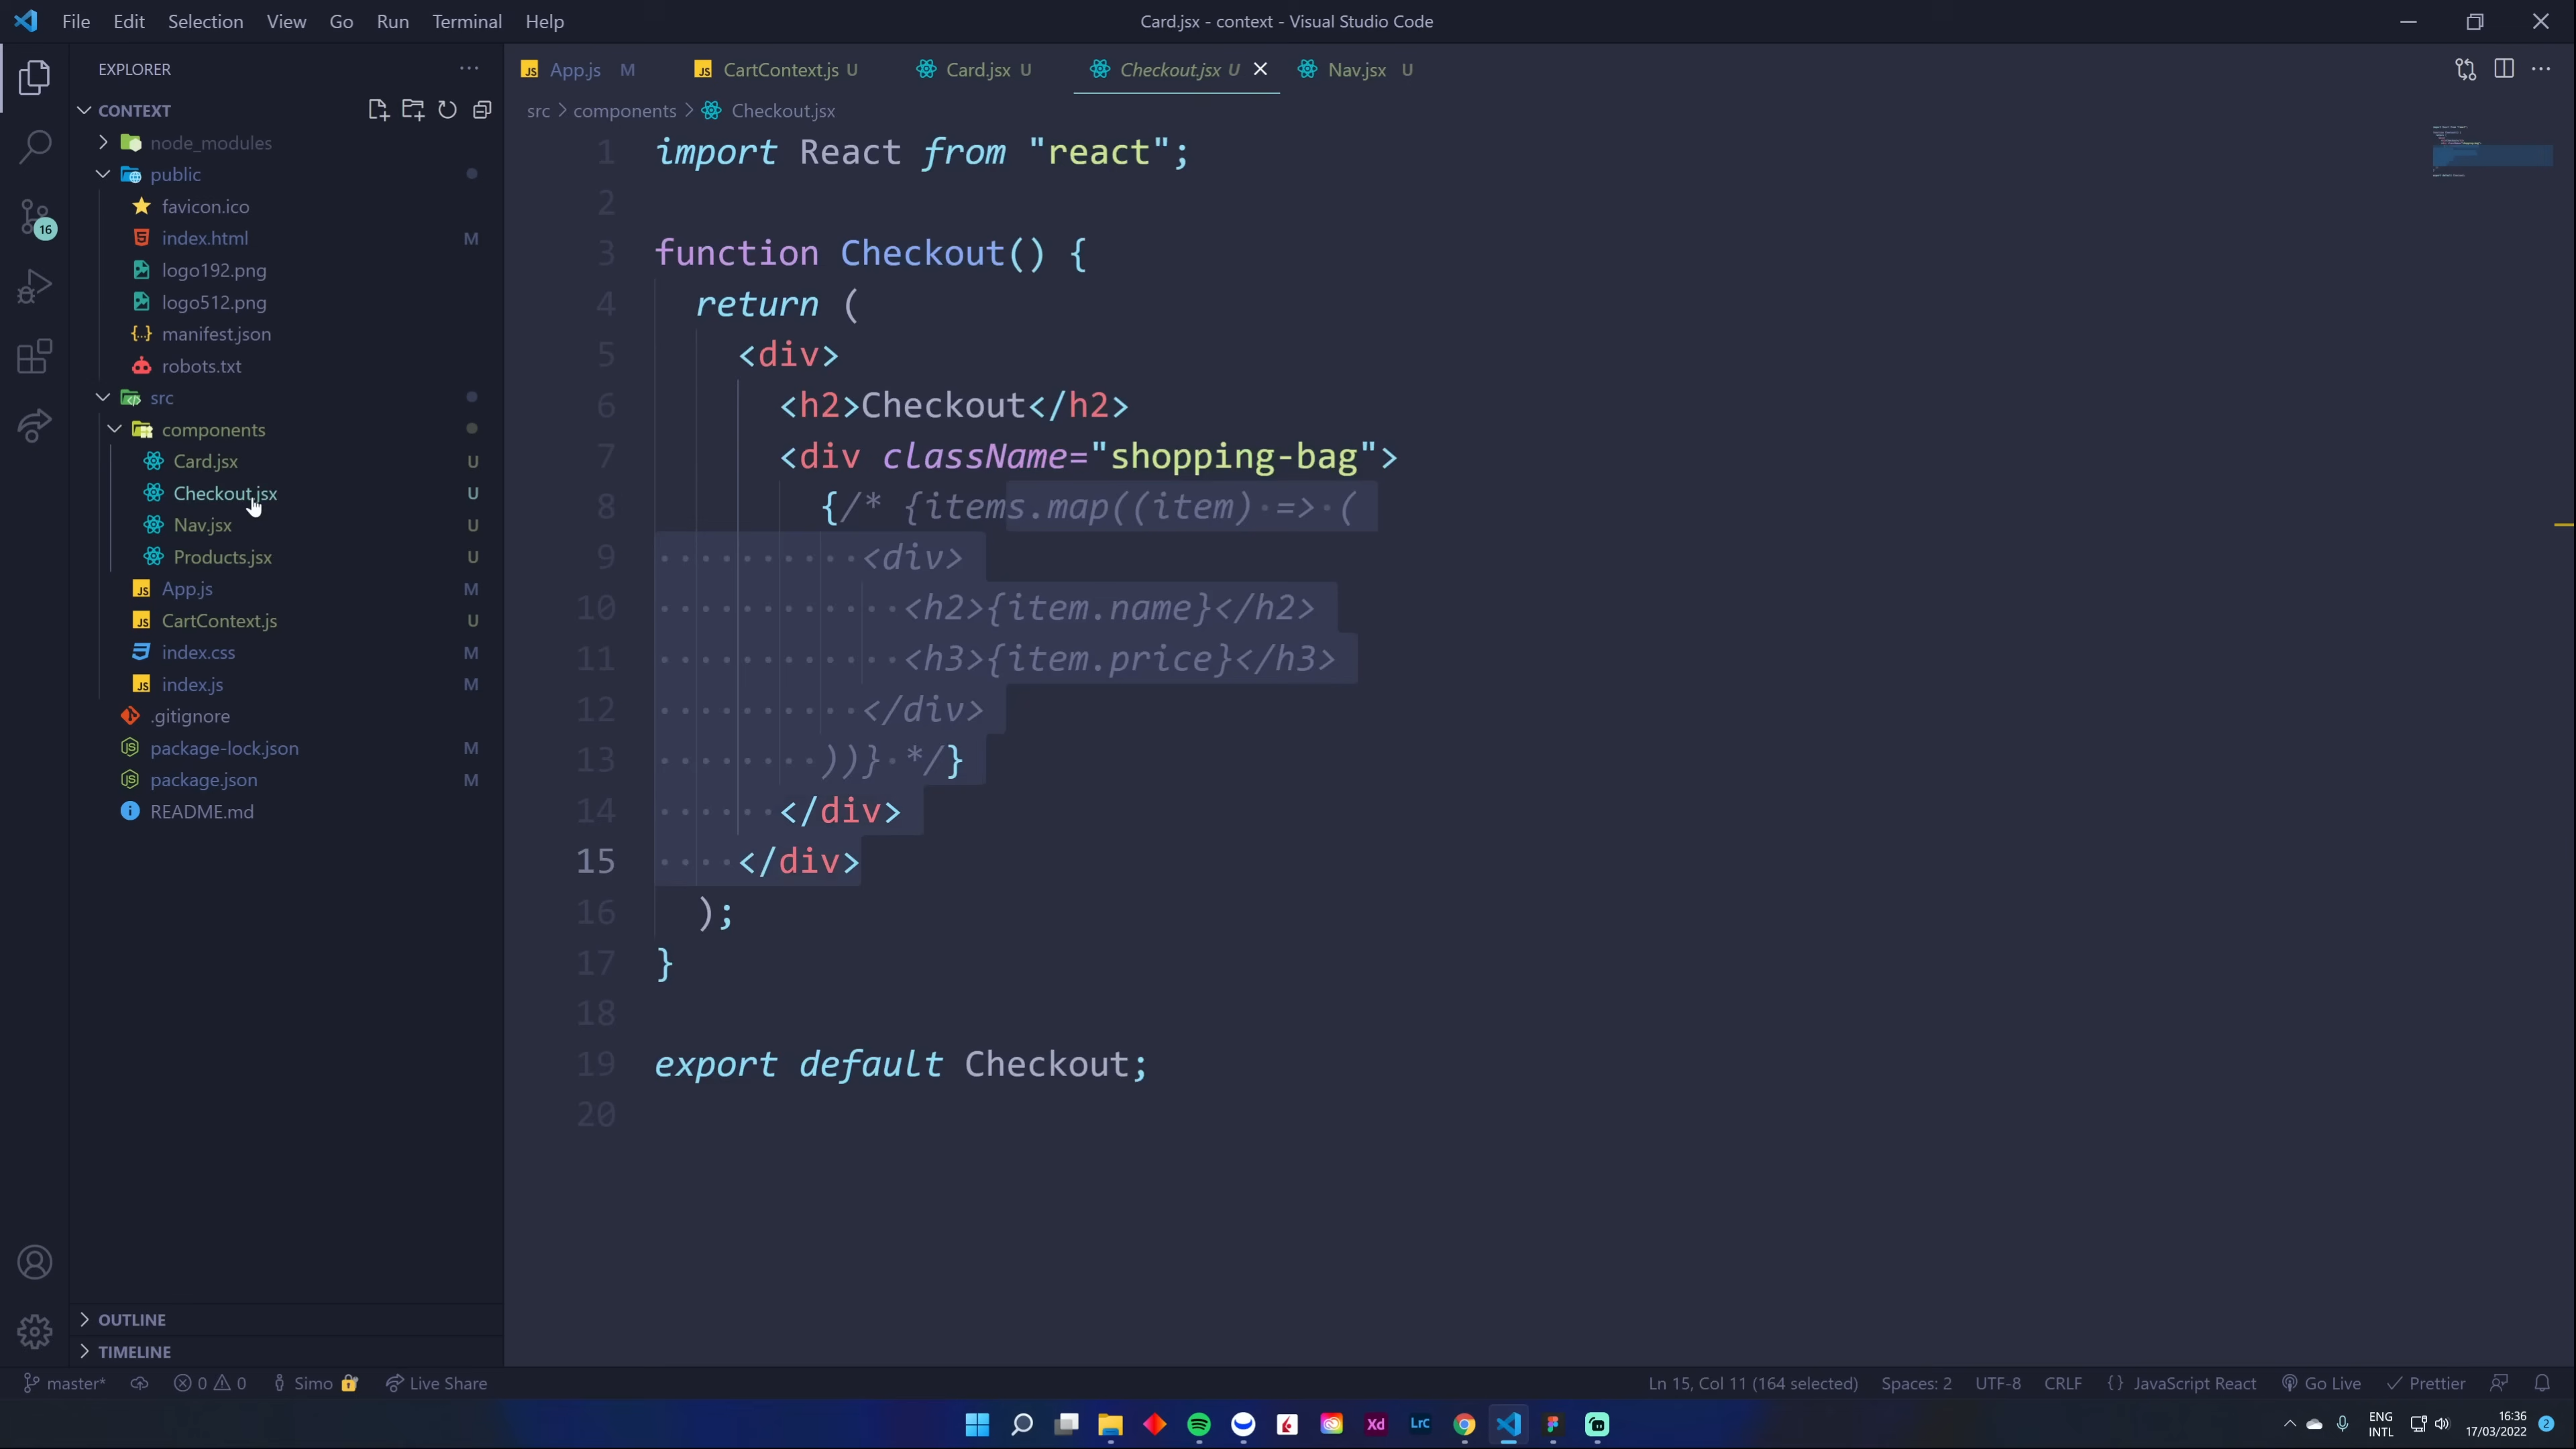 File Edit Selection View Go Run Terminal Help
Card.jsx - context - Visual Studio Code
EXPLORER
CONTEXT
node_modules
public
favicon.ico
index.html M
logo192.png
logo512.png
manifest.json
robots.txt
src
components
Card.jsx U
Checkout.jsx U
Nav.jsx U
Products.jsx U
App.js M
CartContext.js U
index.css M
index.js M
.gitignore
package-lock.json M
package.json M
README.md
OUTLINE
TIMELINE
16
App.js M CartContext.js U Card.jsx U Checkout.jsx U Nav.jsx U
src > components > Checkout.jsx
1 import React from "react";
2
3 function Checkout() {
4 return (
5 <div>
6 <h2>Checkout</h2>
7 <div className="shopping-bag">
8 {/* {items.map((item) => (
9 <div>
10 <h2>{item.name}</h2>
11 <h3>{item.price}</h3>
12 </div>
13 ))} */}
14 </div>
15 </div>
16 );
17 }
18
19 export default Checkout;
20
master* 0 0 Simo Live Share
Ln 15, Col 11 (164 selected) Spaces: 2 UTF-8 CRLF {} JavaScript React Go Live Prettier
Xd LrC
ENG
INTL
16:36
17/03/2022
2